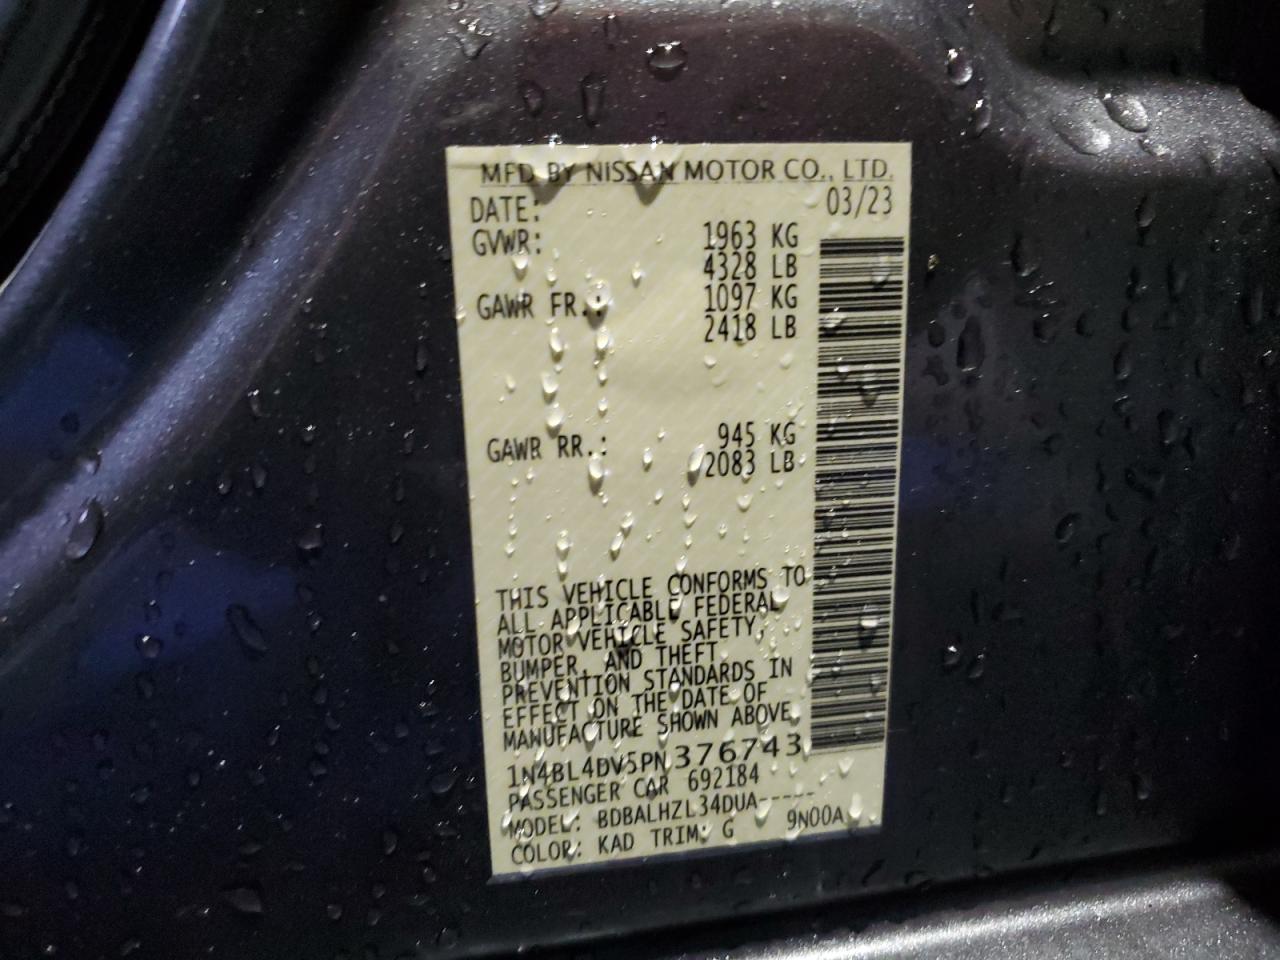 MFD BY NISSAN MOTOR CO., LTD.
DATE: 03/23
GVWR: 1963 KG
4328 LB
GAWR FR.: 1097 KG
2418 LB
GAWR RR.: 945 KG
2083 LB
THIS VEHICLE CONFORMS TO
ALL APPLICABLE FEDERAL
MOTOR VEHICLE SAFETY,
BUMPER, AND THEFT
PREVENTION STANDARDS IN
EFFECT ON THE DATE OF
MANUFACTURE SHOWN ABOVE
1N4BL4DV5PN376743
PASSENGER CAR 692184
MODEL: BDBALHZL34DUA-----
COLOR: KAD TRIM: G 9N00A